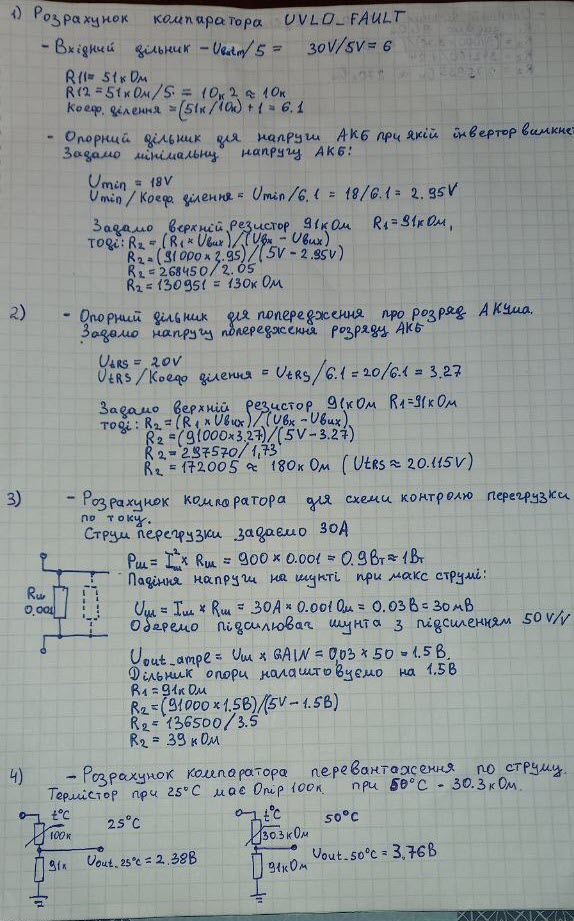 1) Розрахунок компаратора UVLO_FAULT
- Вхідний дільник - Uвatm/5 = 30V/5V = 6
R11 = 51кОм
R12 = 51кОм/5 = 10к2 ≈ 10к
Коеф. ділення = (51к/10к) + 1 = 6.1
- Опорний дільник для напруги АКБ при якій інвертор вимкне
Задамо мінімальну напругу АКБ:
Umin = 18V
Umin/Коеф ділення = Umin/6.1 = 18/6.1 = 2.95V
Задамо верхній резистор 91кОм R1=91кОм,
тоді: R2 = (R1 × Uвих)/(Uвх - Uвих)
R2 = (91000×2.95)/(5V - 2.95V)
R2 = 268450/2.05
R2 = 130951 = 130кОм
2) - Опорний дільник для попередження про розряд АКума.
Задамо напругу попередження розряду АКБ
UtRS = 20V
UtRS/Коеф ділення = UtRS/6.1 = 20/6.1 = 3.27
Задамо верхній резистор 91кОм R1=91кОм
тоді: R2 = (R1 × Uвих)/(Uвх - Uвих)
R2 = (91000×3.27)/(5V - 3.27)
R2 = 297570/1,73
R2 = 172005 ≈ 180кОм (UtRS ≈ 20.115V)
3) - Розрахунок компаратора для схеми контролю перегрузки
по току.
Струм перегрузки задаємо 30А
Rш
0.001
Pш = Iш² × Rш = 900 × 0.001 = 0.9Вт ≈ 1Вт
Падіння напруги на шунті при макс струмі:
Uш = Iш × Rш = 30А × 0.001Ом = 0.03В = 30мВ
Оберемо підсилювач шунта з підсиленням 50V/V
Uout_ampl = Uш × GAIN = 0,03 × 50 = 1.5В
Дільник опори налаштовуємо на 1.5В
R1 = 91кОм
R2 = (91000×1.5В)/(5V - 1.5В)
R2 = 136500/3.5
R2 = 39кОм
4) - Розрахунок компаратора перевантаження по струму.
Термістор при 25°C має Опір 100к. при 50°C - 30.3кОм.
t°C 25°C t°C 50°C
100к 30.3кОм
91к Uout_25°C = 2.38В 91кОм Uout_50°C = 3,76В